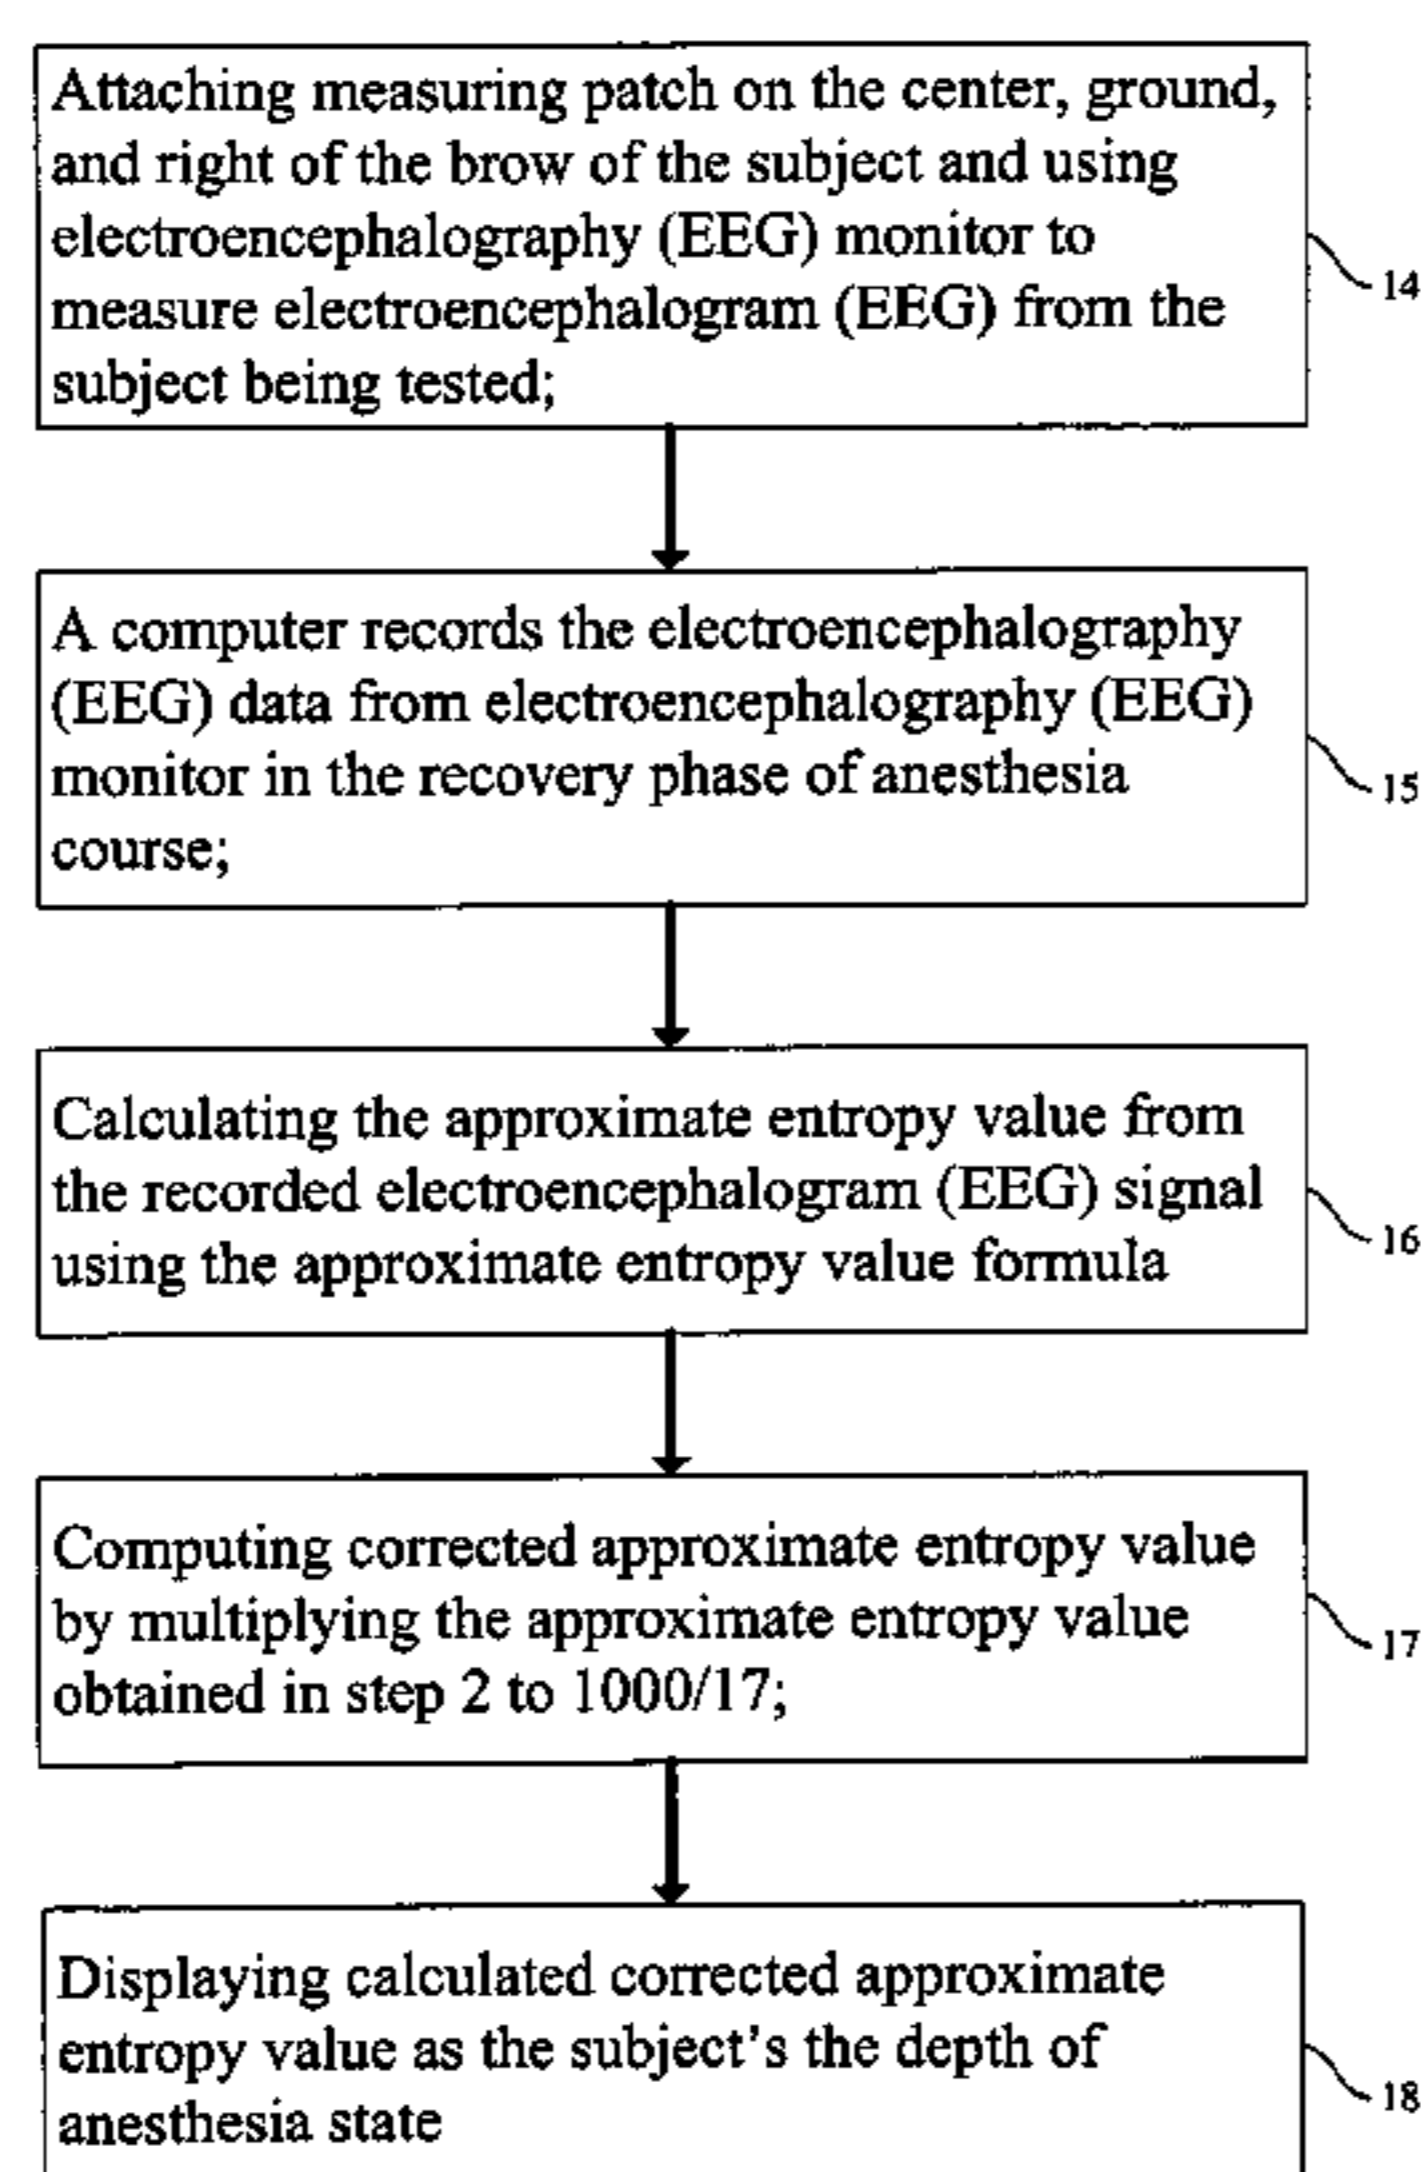 Attaching measuring patch on the center, ground,
and right of the brow of the subject and using
electroencephalography (EEG) monitor to
measure electroencephalogram (EEG) from the
subject being tested;
14
A computer records the electroencephalography
(EEG) data from electroencephalography (EEG)
monitor in the recovery phase of anesthesia
course;
15
Calculating the approximate entropy value from
the recorded electroencephalogram (EEG) signal
using the approximate entropy value formula
16
Computing corrected approximate entropy value
by multiplying the approximate entropy value
obtained in step 2 to 1000/17;
17
Displaying calculated corrected approximate
entropy value as the subject's the depth of
anesthesia state
18